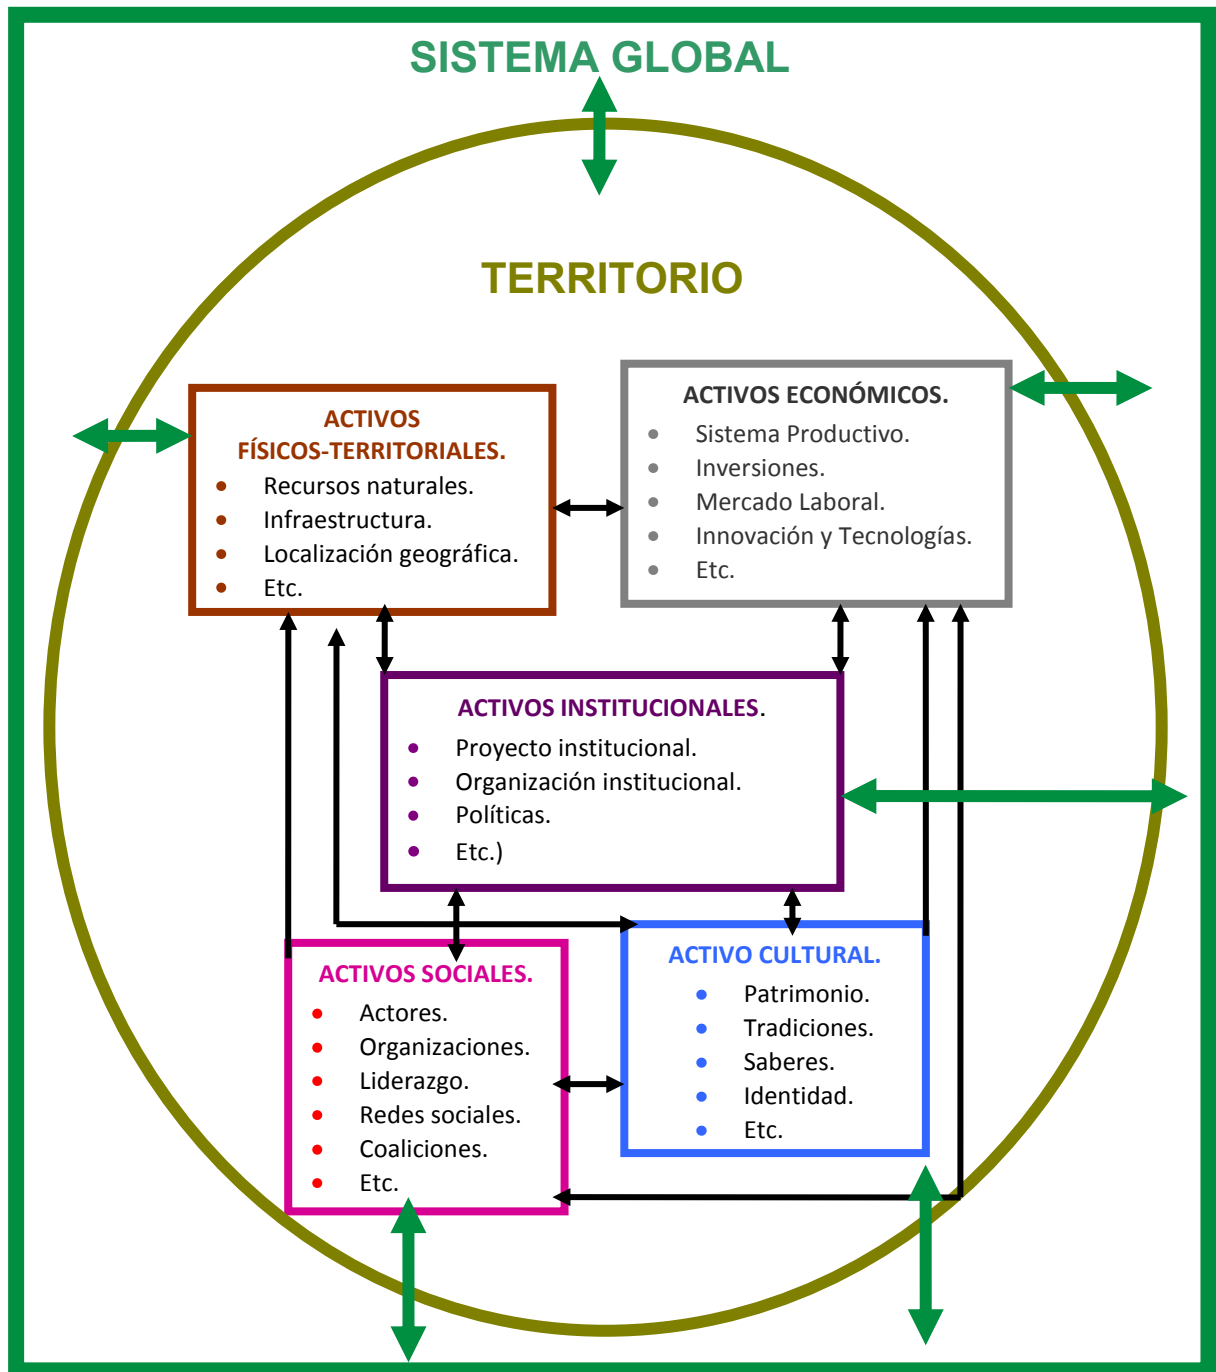 SISTEMA GLOBAL
TERRITORIO
ACTIVOS
FÍSICOS-TERRITORIALES.
• Recursos naturales.
• Infraestructura.
• Localización geográfica.
• Etc.
ACTIVOS ECONÓMICOS.
• Sistema Productivo.
• Inversiones.
• Mercado Laboral.
• Innovación y Tecnologías.
• Etc.
ACTIVOS INSTITUCIONALES.
• Proyecto institucional.
• Organización institucional.
• Políticas.
• Etc.)
ACTIVOS SOCIALES.
• Actores.
• Organizaciones.
• Liderazgo.
• Redes sociales.
• Coaliciones.
• Etc.
ACTIVO CULTURAL.
• Patrimonio.
• Tradiciones.
• Saberes.
• Identidad.
• Etc.